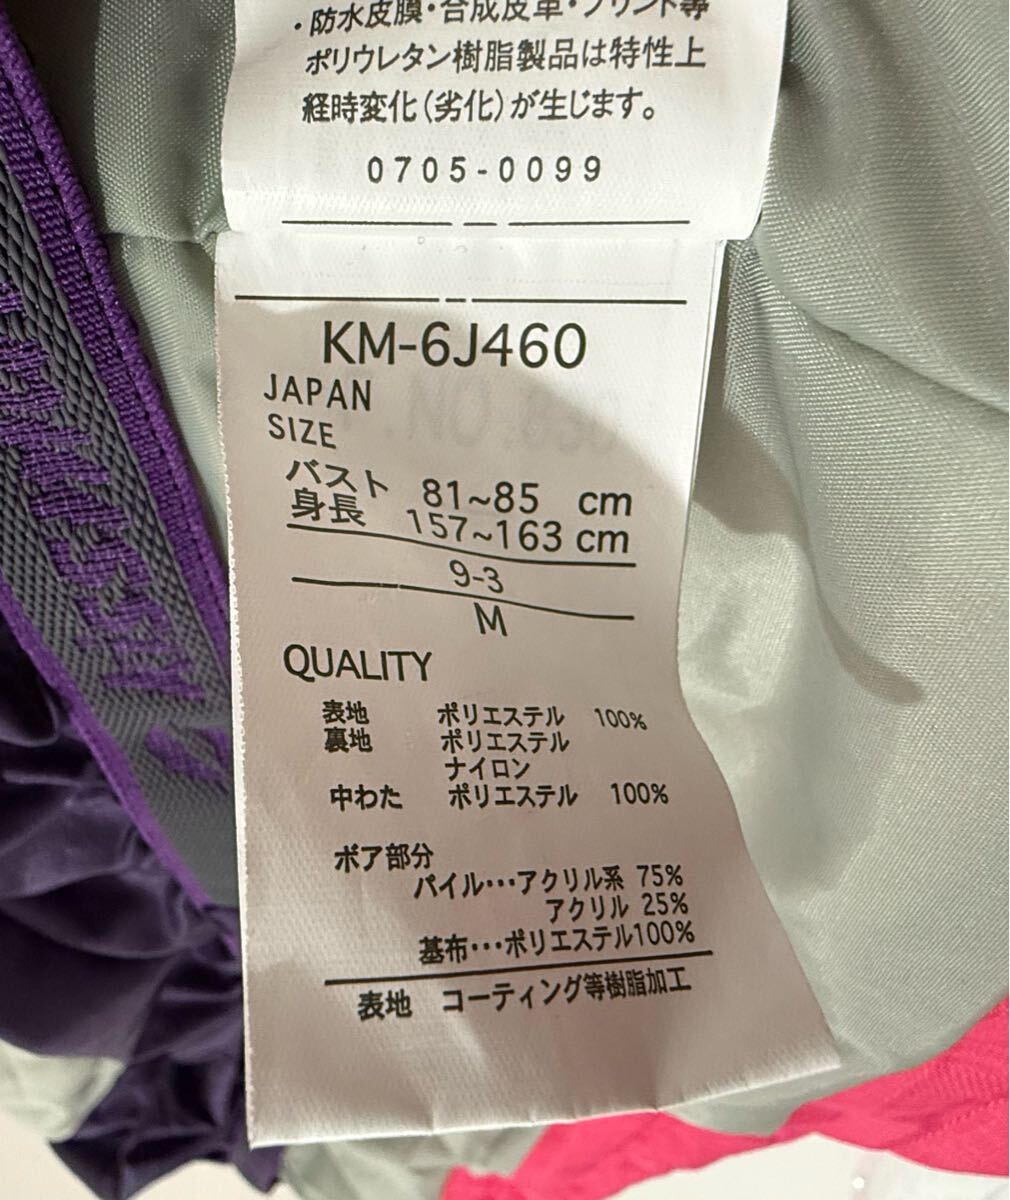 ・防水皮膜・合成皮革・プリント等
ポリウレタン樹脂製品は特性上
経時変化(劣化)が生じます。
0705-0099
KM-6J460
JAPAN
SIZE
バスト 81~85 cm
身長 157~163 cm
9-3
M
QUALITY
表地 ポリエステル 100%
裏地 ポリエステル
ナイロン
中わた ポリエステル 100%
ボア部分
パイル・・・アクリル系 75%
アクリル 25%
基布・・・ポリエステル100%
表地 コーティング等樹脂加工